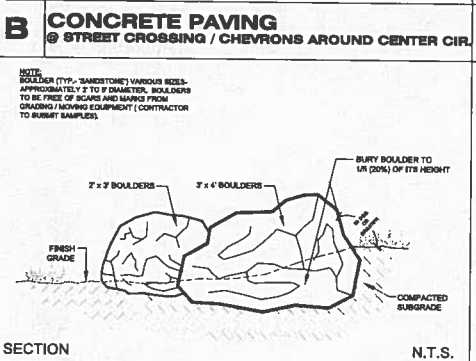 B
CONCRETE PAVING
@ STREET CROSSING / CHEVRONS AROUND CENTER CIR.
NOTE:
BOULDER (TYP.- "SANDSTONE") VARIOUS SIZES-
APPROXIMATELY 2' TO 5' DIAMETER. BOULDERS
TO BE FREE OF SCARS AND MARKS FROM
GRADING / MOVING EQUIPMENT ( CONTRACTOR
TO SUBMIT SAMPLES).
BURY BOULDER TO
1/5 (20%) OF ITS HEIGHT
2' x 3' BOULDERS
3' x 4' BOULDERS
FINISH
GRADE
COMPACTED
SUBGRADE
SECTION
N.T.S.